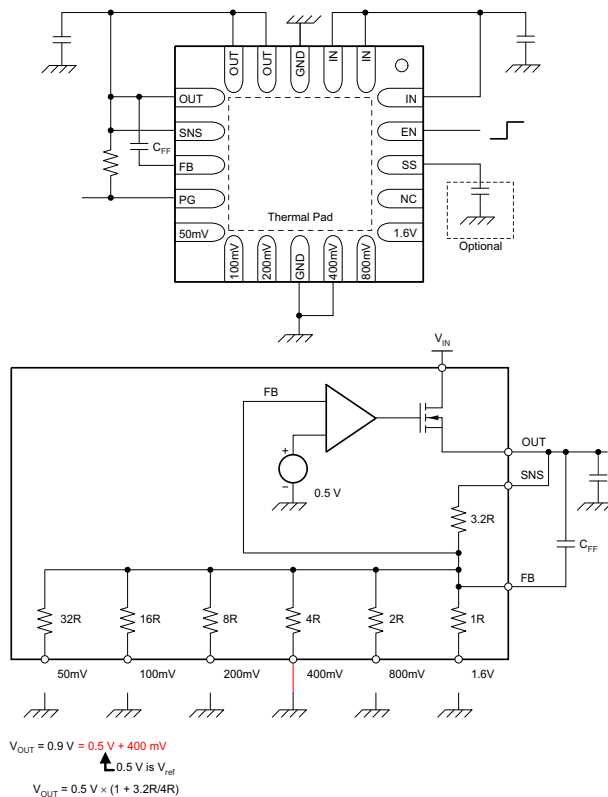 OUT
OUT
GND
IN
IN
OUT
IN
SNS
EN
C_FF
FB
SS
PG
NC
50mV
Thermal Pad
1.6V
Optional
100mV
200mV
GND
400mV
800mV
V_IN
FB
OUT
+
SNS
−
0.5 V
3.2R
C_FF
FB
32R
16R
8R
4R
2R
1R
50mV
100mV
200mV
400mV
800mV
1.6V
V_OUT = 0.9 V = 0.5 V + 400 mV
0.5 V is V_ref
V_OUT = 0.5 V × (1 + 3.2R/4R)